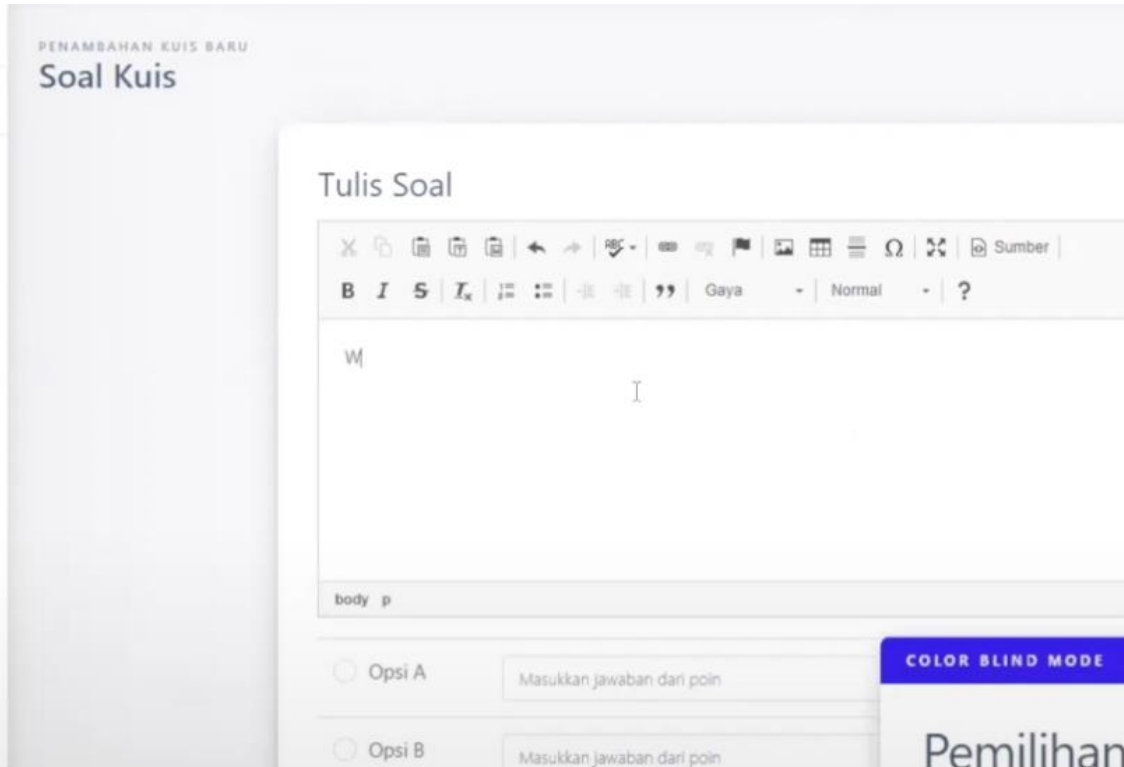 PENAMBAHAN KUIS BARU
Soal Kuis
Tulis Soal
ABC Ω Sumber
B I S Ix Gaya Normal ?
W
body p
Opsi A Masukkan jawaban dari poin
COLOR BLIND MODE
Opsi B Masukkan jawaban dari poin
Pemilihan